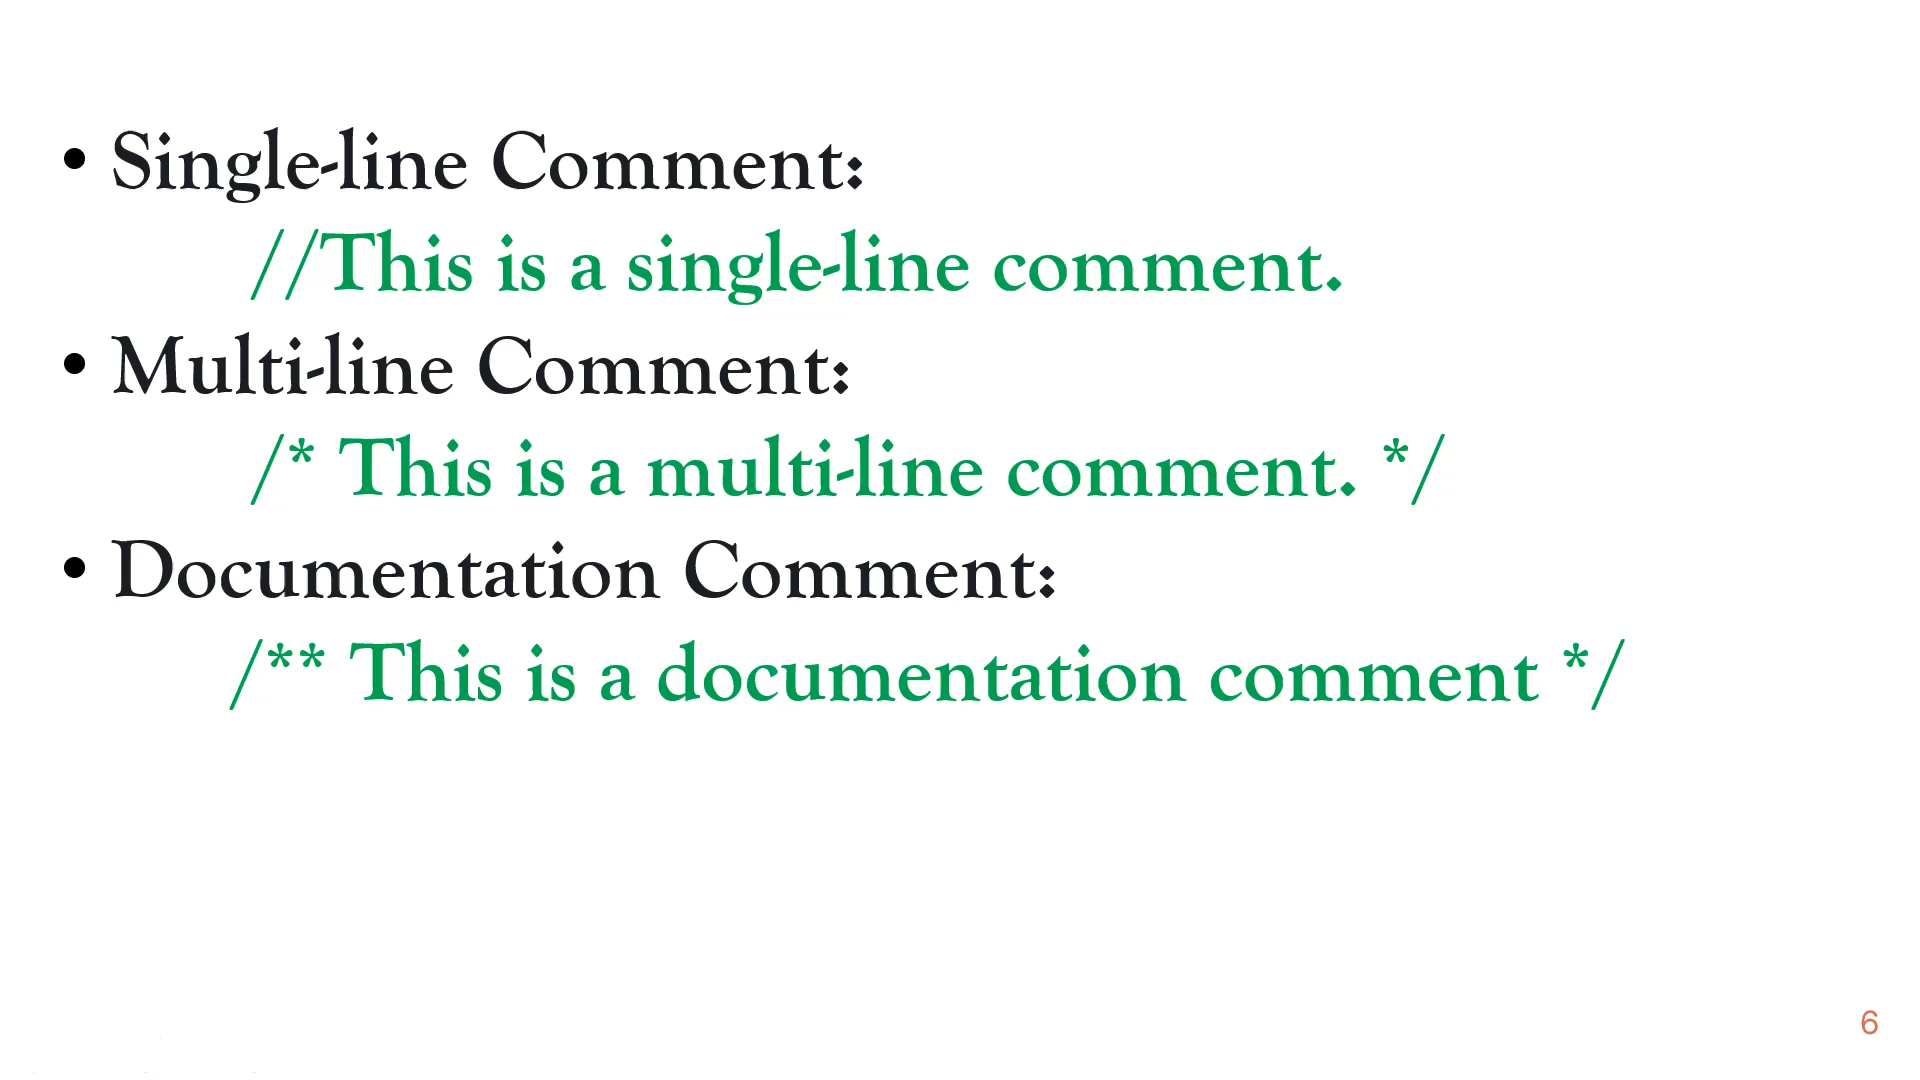 • Single-line Comment:
//This is a single-line comment.
• Multi-line Comment:
/* This is a multi-line comment. */
• Documentation Comment:
/** This is a documentation comment */
6